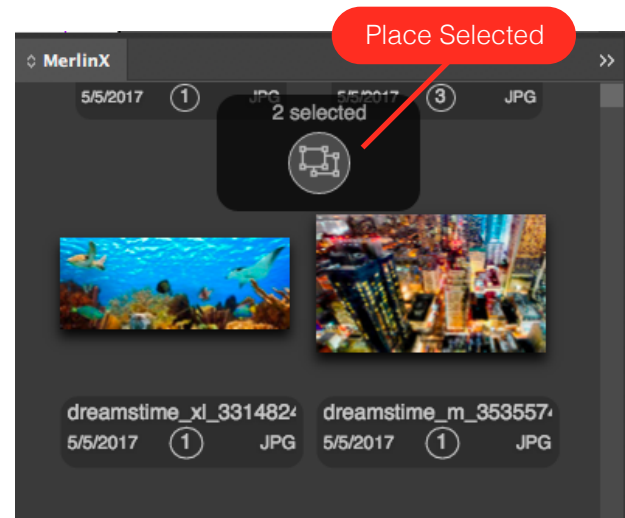 Place Selected
MerlinX
5/5/2017 1 JPG 5/5/2017 3 JPG
2 selected
dreamstime_xl_3314824 dreamstime_m_3535574
5/5/2017 1 JPG 5/5/2017 1 JPG